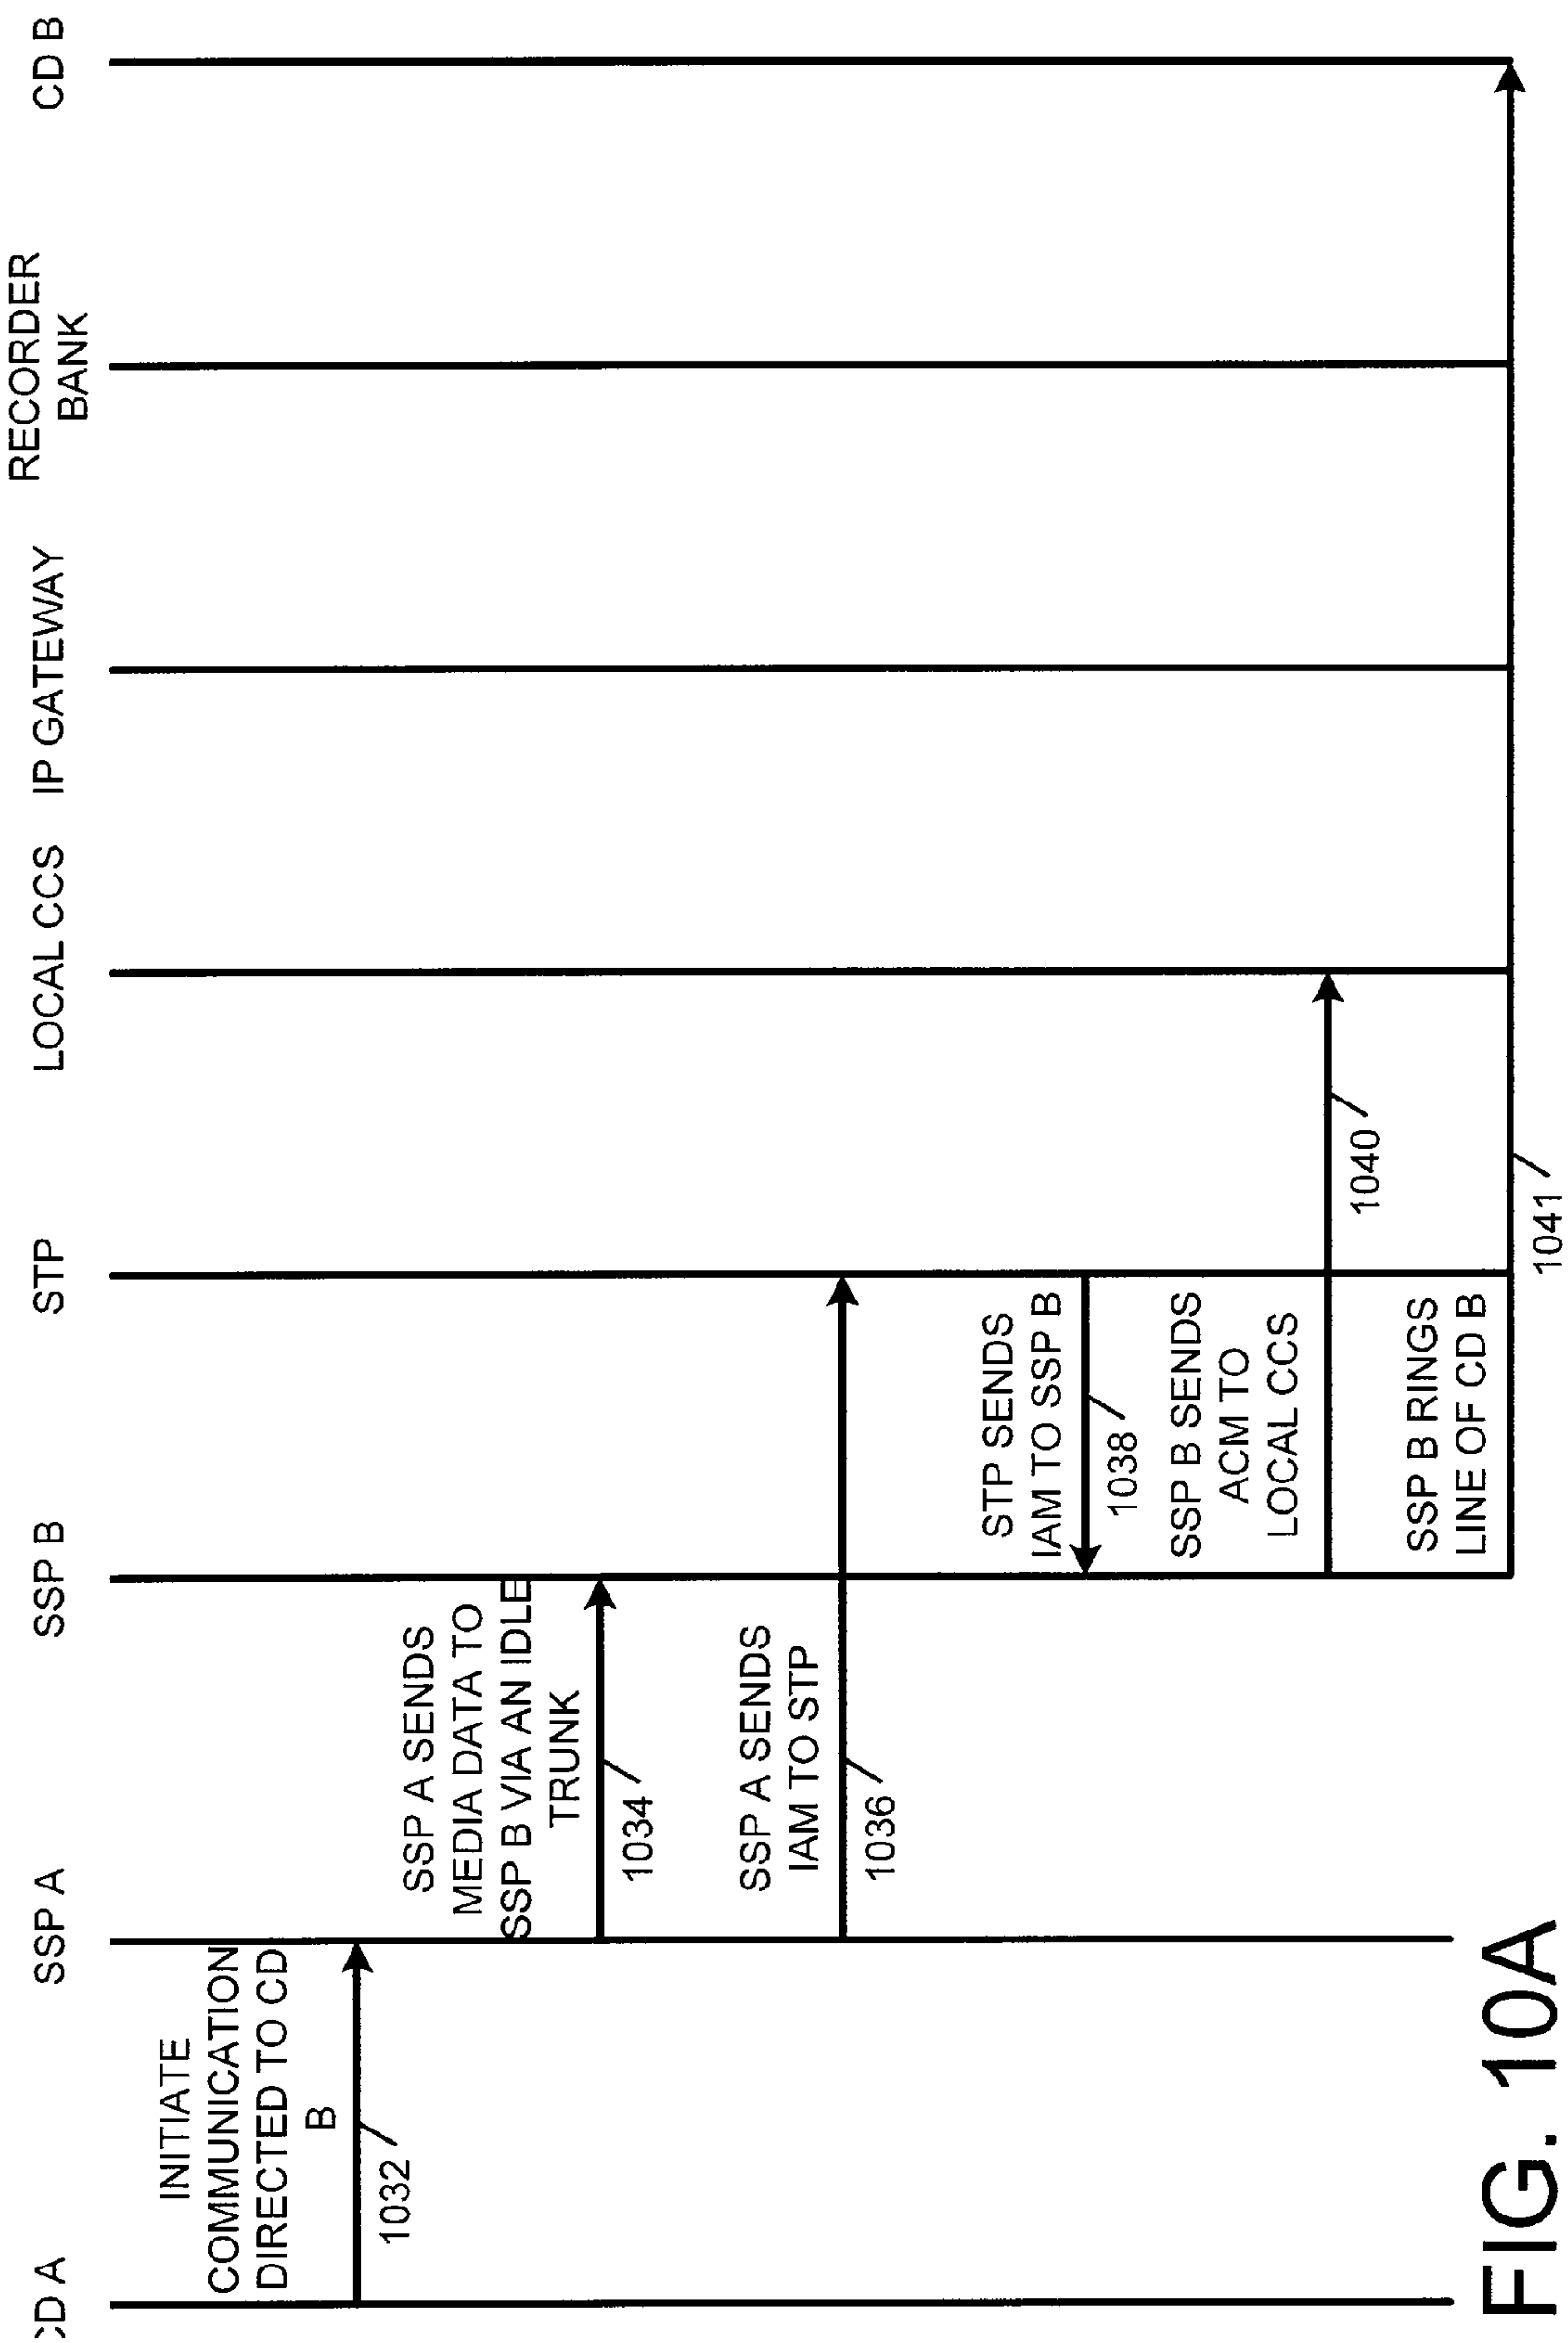 CD A
SSP A
SSP B
STP
LOCAL CCS
IP GATEWAY
RECORDER
BANK
CD B
INITIATE
COMMUNICATION
DIRECTED TO CD
B
1032
SSP A SENDS
MEDIA DATA TO
SSP B VIA AN IDLE
TRUNK
1034
SSP A SENDS
IAM TO STP
1036
STP SENDS
IAM TO SSP B
1038
SSP B SENDS
ACM TO
LOCAL CCS
1040
SSP B RINGS
LINE OF CD B
1041
FIG. 10A